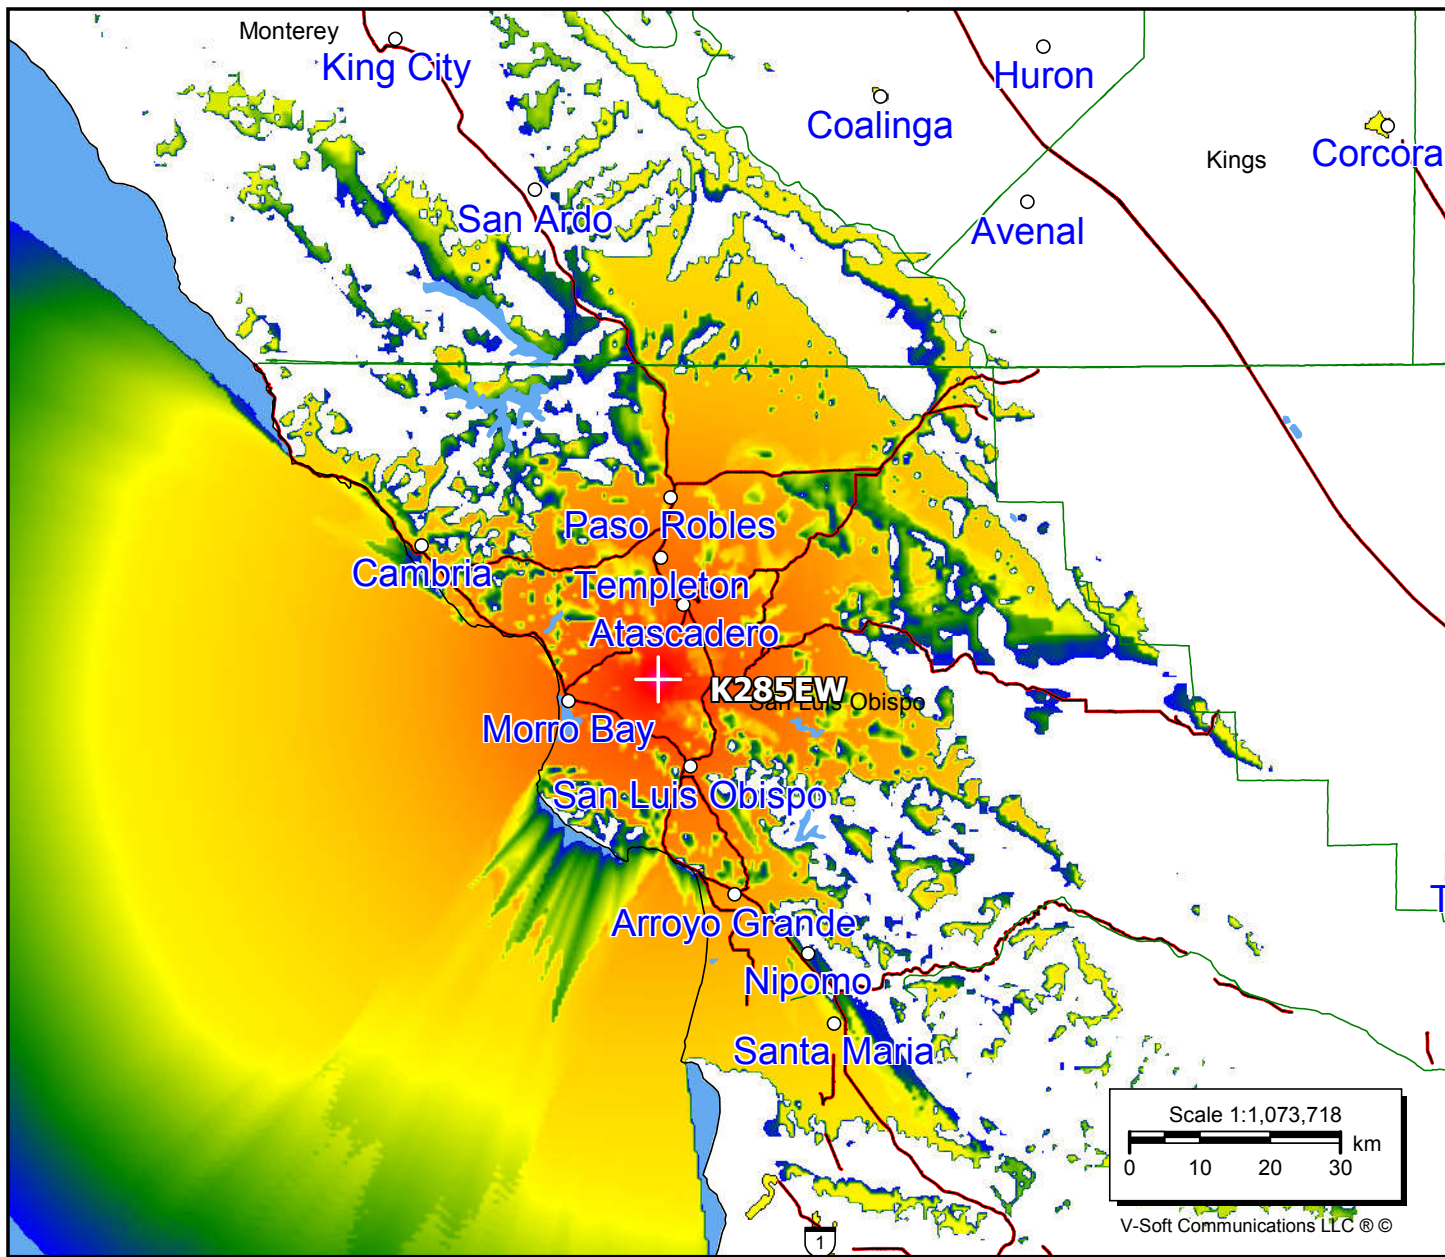 Monterey
King City
Huron
Coalinga
Kings
Corcora
San Ardo
Avenal
Paso Robles
Cambria
Templeton
Atascadero
K285EW
San Luis Obispo
Morro Bay
San Luis Obispo
T
Arroyo Grande
Nipomo
Santa Maria
Scale 1:1,073,718
km
0 10 20 30
V-Soft Communications LLC ® ©
1